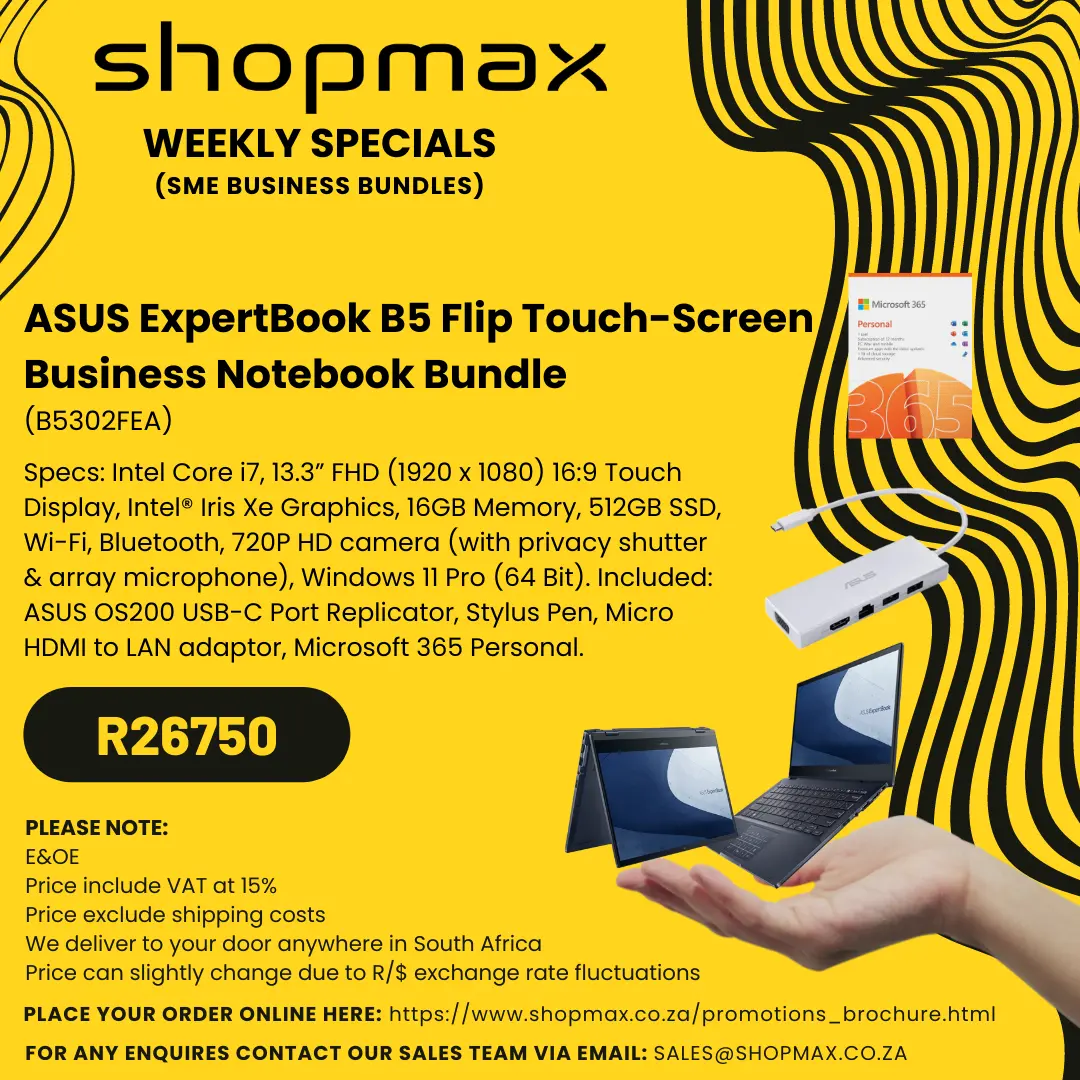 shopmax
WEEKLY SPECIALS
(SME BUSINESS BUNDLES)
ASUS ExpertBook B5 Flip Touch-Screen
Business Notebook Bundle
(B5302FEA)
Specs: Intel Core i7, 13.3” FHD (1920 x 1080) 16:9 Touch
Display, Intel® Iris Xe Graphics, 16GB Memory, 512GB SSD,
Wi-Fi, Bluetooth, 720P HD camera (with privacy shutter
& array microphone), Windows 11 Pro (64 Bit). Included:
ASUS OS200 USB-C Port Replicator, Stylus Pen, Micro
HDMI to LAN adaptor, Microsoft 365 Personal.
Microsoft 365
Personal
365
ASUS
ASUS ExpertBook
ASUS ExpertBook
R26750
PLEASE NOTE:
E&OE
Price include VAT at 15%
Price exclude shipping costs
We deliver to your door anywhere in South Africa
Price can slightly change due to R/$ exchange rate fluctuations
PLACE YOUR ORDER ONLINE HERE: https://www.shopmax.co.za/promotions_brochure.html
FOR ANY ENQUIRES CONTACT OUR SALES TEAM VIA EMAIL: SALES@SHOPMAX.CO.ZA